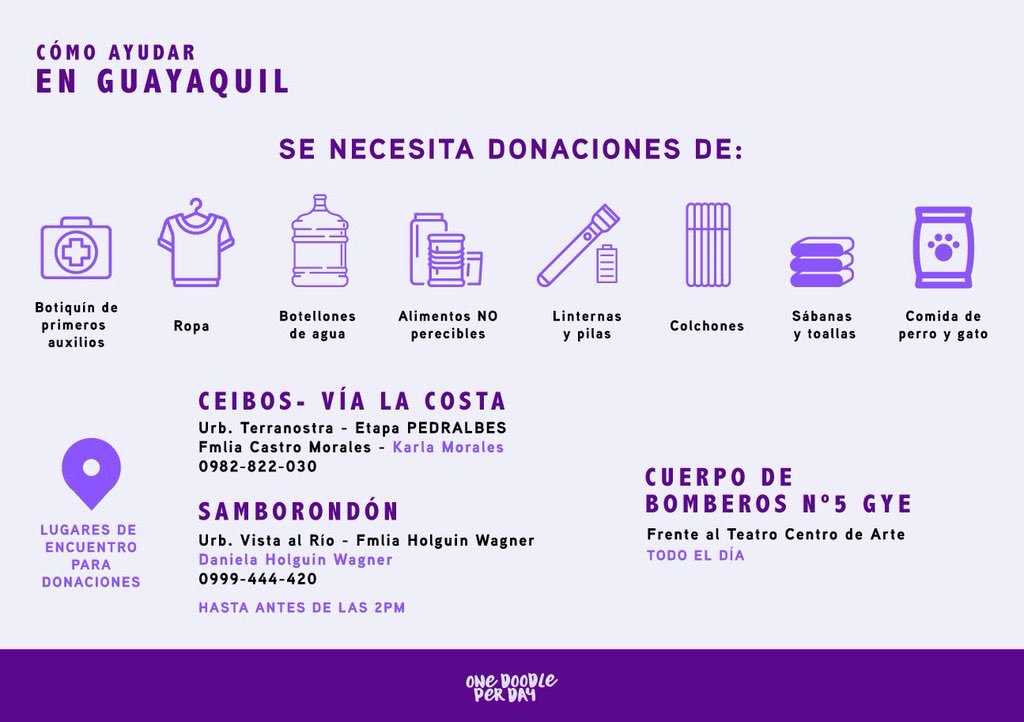 CÓMO AYUDAR
EN GUAYAQUIL
SE NECESITA DONACIONES DE:
Botiquín de
primeros
auxilios
Ropa
Botellones
de agua
Alimentos NO
perecibles
Linternas
y pilas
Colchones
Sábanas
y toallas
Comida de
perro y gato
LUGARES DE
ENCUENTRO
PARA
DONACIONES
CEIBOS- VÍA LA COSTA
Urb. Terranostra - Etapa PEDRALBES
Fmlia Castro Morales - Karla Morales
0982-822-030
SAMBORONDÓN
Urb. Vista al Río - Fmlia Holguin Wagner
Daniela Holguin Wagner
0999-444-420
HASTA ANTES DE LAS 2PM
CUERPO DE
BOMBEROS Nº5 GYE
Frente al Teatro Centro de Arte
TODO EL DÍA
ONE DOODLE
PER DAY